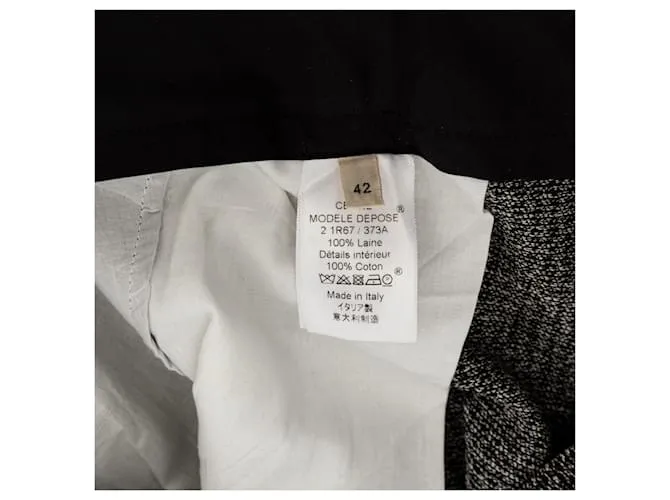 42
®
MODELE DEPOSE
2 1R67 / 373A
100% Laine
Détails intérieur
100% Coton
®
Made in Italy
イタリア製
意大利制造